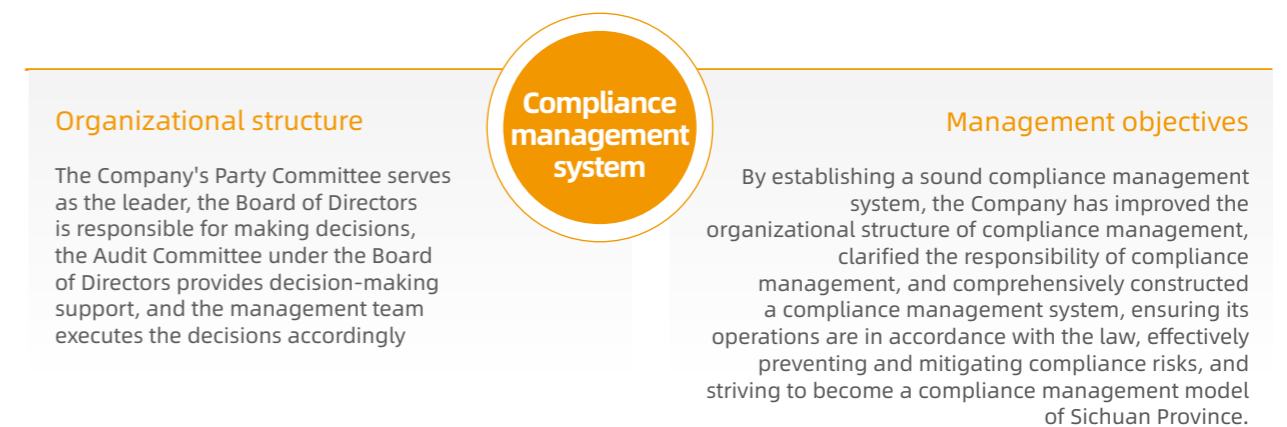 Compliance
management
system
Organizational structure
The Company's Party Committee serves
as the leader, the Board of Directors
is responsible for making decisions,
the Audit Committee under the Board
of Directors provides decision-making
support, and the management team
executes the decisions accordingly
Management objectives
By establishing a sound compliance management
system, the Company has improved the
organizational structure of compliance management,
clarified the responsibility of compliance
management, and comprehensively constructed
a compliance management system, ensuring its
operations are in accordance with the law, effectively
preventing and mitigating compliance risks, and
striving to become a compliance management model
of Sichuan Province.